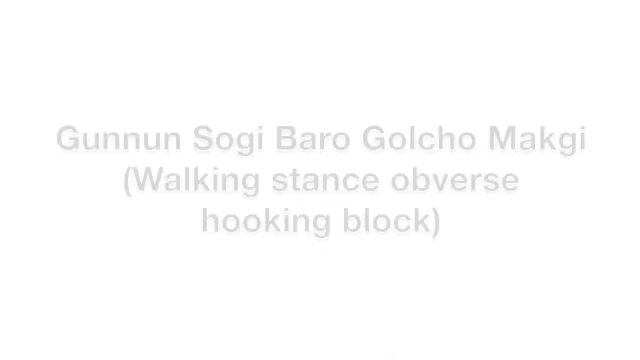 Gunnun Sogi Baro Golcho Makgi
(Walking stance obverse
hooking block)